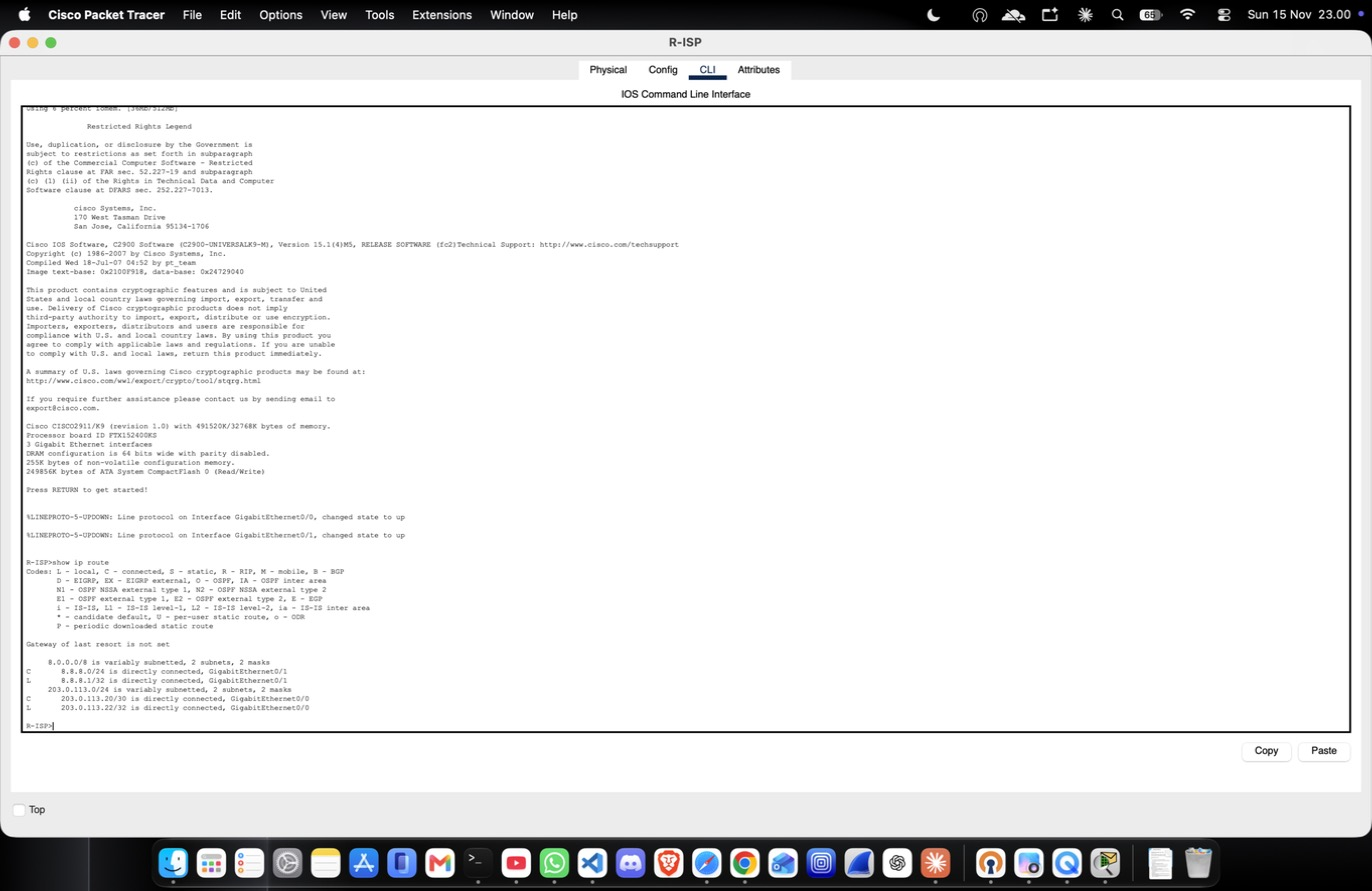 Cisco Packet Tracer File Edit Options View Tools Extensions Window Help 65 Sun 15 Nov 23.00
R-ISP
Physical Config CLI Attributes
IOS Command Line Interface
Using 6 percent iomem. [36Mb/512Mb]
Restricted Rights Legend
Use, duplication, or disclosure by the Government is
subject to restrictions as set forth in subparagraph
(c) of the Commercial Computer Software - Restricted
Rights clause at FAR sec. 52.227-19 and subparagraph
(c) (1) (ii) of the Rights in Technical Data and Computer
Software clause at DFARS sec. 252.227-7013.
cisco Systems, Inc.
170 West Tasman Drive
San Jose, California 95134-1706
Cisco IOS Software, C2900 Software (C2900-UNIVERSALK9-M), Version 15.1(4)M5, RELEASE SOFTWARE (fc2)Technical Support: http://www.cisco.com/techsupport
Copyright (c) 1986-2007 by Cisco Systems, Inc.
Compiled Wed 18-Jul-07 04:52 by pt_team
Image text-base: 0x2100F918, data-base: 0x24729040
This product contains cryptographic features and is subject to United
States and local country laws governing import, export, transfer and
use. Delivery of Cisco cryptographic products does not imply
third-party authority to import, export, distribute or use encryption.
Importers, exporters, distributors and users are responsible for
compliance with U.S. and local country laws. By using this product you
agree to comply with applicable laws and regulations. If you are unable
to comply with U.S. and local laws, return this product immediately.
A summary of U.S. laws governing Cisco cryptographic products may be found at:
http://www.cisco.com/wwl/export/crypto/tool/stqrg.html
If you require further assistance please contact us by sending email to
export@cisco.com.
Cisco CISCO2911/K9 (revision 1.0) with 491520K/32768K bytes of memory.
Processor board ID FTX152400KS
3 Gigabit Ethernet interfaces
DRAM configuration is 64 bits wide with parity disabled.
255K bytes of non-volatile configuration memory.
249856K bytes of ATA System CompactFlash 0 (Read/Write)
Press RETURN to get started!
%LINEPROTO-5-UPDOWN: Line protocol on Interface GigabitEthernet0/0, changed state to up
%LINEPROTO-5-UPDOWN: Line protocol on Interface GigabitEthernet0/1, changed state to up
R-ISP>show ip route
Codes: L - local, C - connected, S - static, R - RIP, M - mobile, B - BGP
D - EIGRP, EX - EIGRP external, O - OSPF, IA - OSPF inter area
N1 - OSPF NSSA external type 1, N2 - OSPF NSSA external type 2
E1 - OSPF external type 1, E2 - OSPF external type 2, E - EGP
i - IS-IS, L1 - IS-IS level-1, L2 - IS-IS level-2, ia - IS-IS inter area
* - candidate default, U - per-user static route, o - ODR
P - periodic downloaded static route
Gateway of last resort is not set
8.0.0.0/8 is variably subnetted, 2 subnets, 2 masks
C 8.8.8.0/24 is directly connected, GigabitEthernet0/1
L 8.8.8.1/32 is directly connected, GigabitEthernet0/1
203.0.113.0/24 is variably subnetted, 2 subnets, 2 masks
C 203.0.113.20/30 is directly connected, GigabitEthernet0/0
L 203.0.113.22/32 is directly connected, GigabitEthernet0/0
R-ISP>
Copy Paste
Top